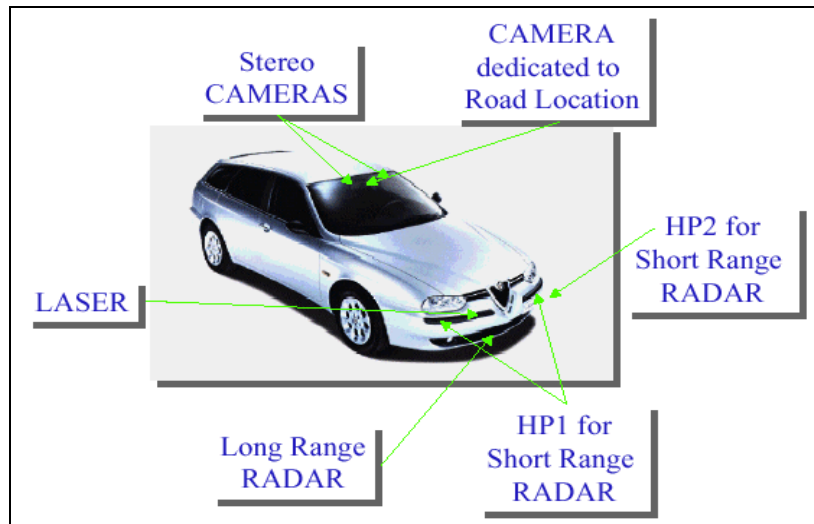 Stereo
CAMERAS
CAMERA
dedicated to
Road Location
HP2 for
Short Range
RADAR
LASER
Long Range
RADAR
HP1 for
Short Range
RADAR